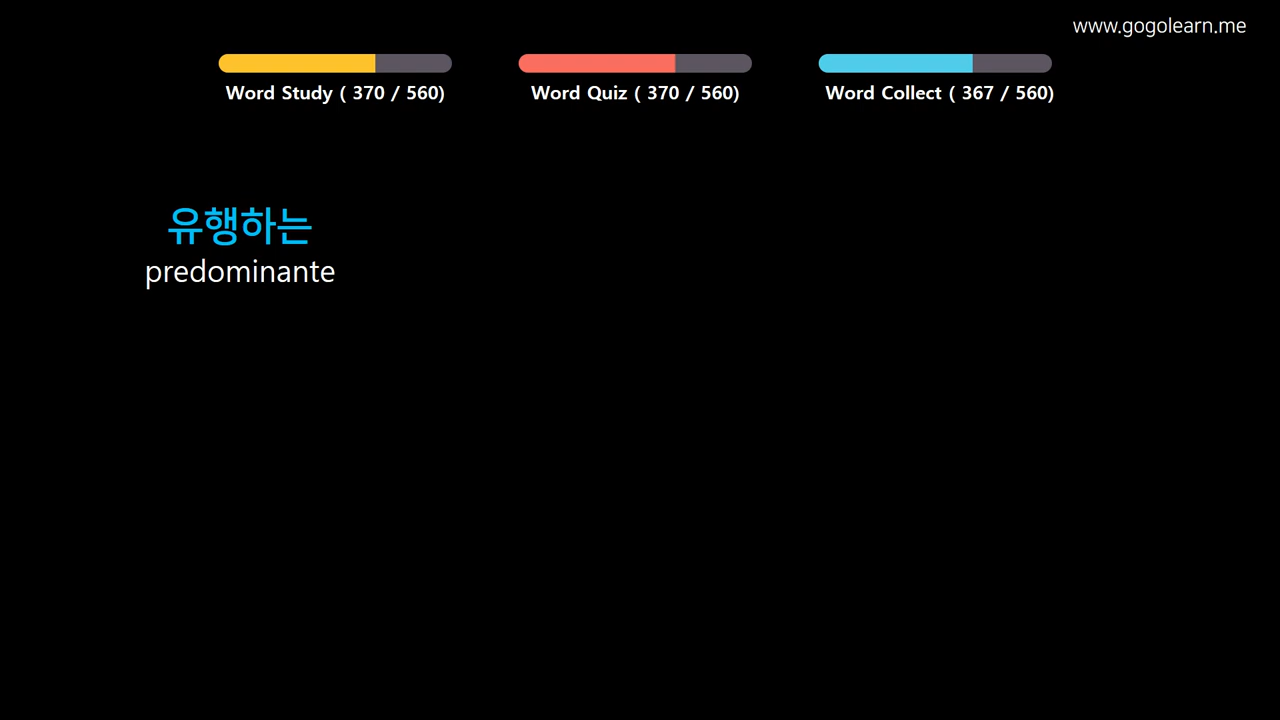 www.gogolearn.me
Word Study ( 370 / 560)
Word Quiz ( 370 / 560)
Word Collect ( 367 / 560)
유행하는
predominante